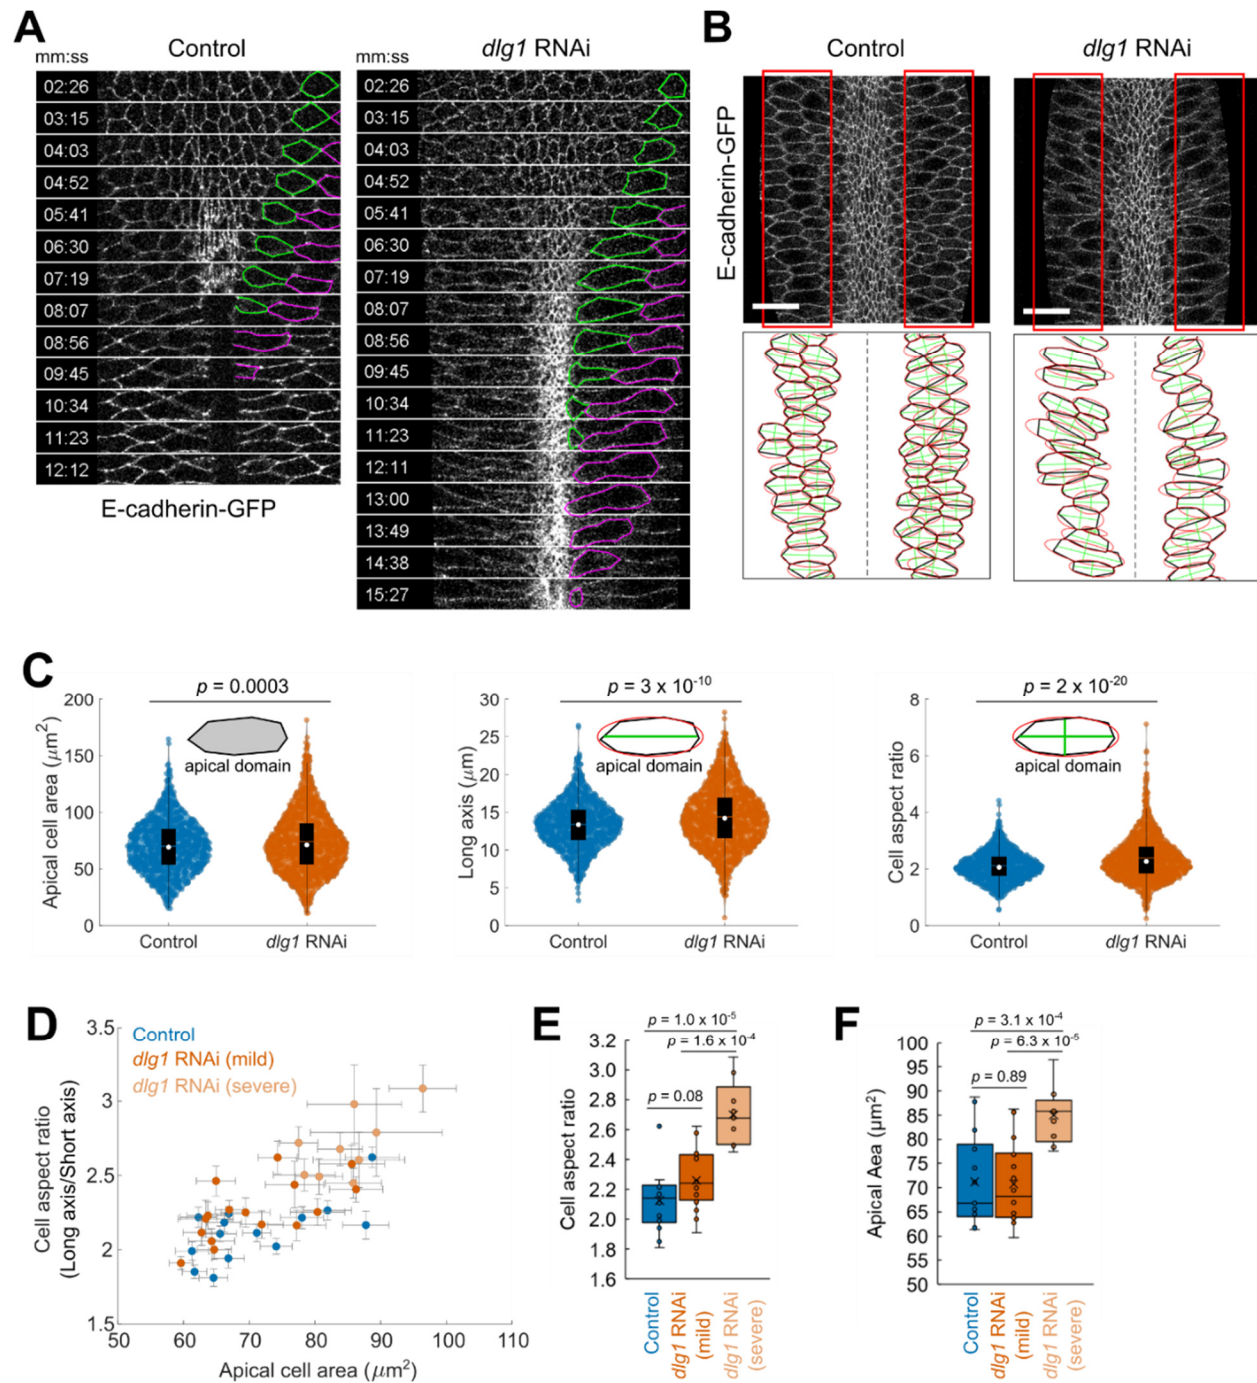 A
Control
dlg1 RNAi
mm:ss
mm:ss
02:26
03:15
04:03
04:52
05:41
06:30
07:19
08:07
08:56
09:45
10:34
11:23
12:12
E-cadherin-GFP
02:26
03:15
04:03
04:52
05:41
06:30
07:19
08:07
08:56
09:45
10:34
11:23
12:11
13:00
13:49
14:38
15:27
B
Control
dlg1 RNAi
E-cadherin-GFP
C
p = 0.0003
200
150
100
50
0
Apical cell area (μm²)
apical domain
Control
dlg1 RNAi
p = 3 x 10⁻¹⁰
30
25
20
15
10
5
0
Long axis (μm)
apical domain
Control
dlg1 RNAi
p = 2 x 10⁻²⁰
8
6
4
2
0
Cell aspect ratio
apical domain
Control
dlg1 RNAi
D
Control
dlg1 RNAi (mild)
dlg1 RNAi (severe)
3.5
3
2.5
2
1.5
Cell aspect ratio
(Long axis/Short axis)
50
60
70
80
90
100
110
Apical cell area (μm²)
E
p = 1.0 x 10⁻⁵
p = 1.6 x 10⁻⁴
p = 0.08
3.2
3.0
2.8
2.6
2.4
2.2
2.0
1.8
1.6
Cell aspect ratio
Control
dlg1 RNAi
(mild)
dlg1 RNAi
(severe)
F
p = 3.1 x 10⁻⁴
p = 6.3 x 10⁻⁵
p = 0.89
100
95
90
85
80
75
70
65
60
55
50
Apical Aea (μm²)
Control
dlg1 RNAi
(mild)
dlg1 RNAi
(severe)